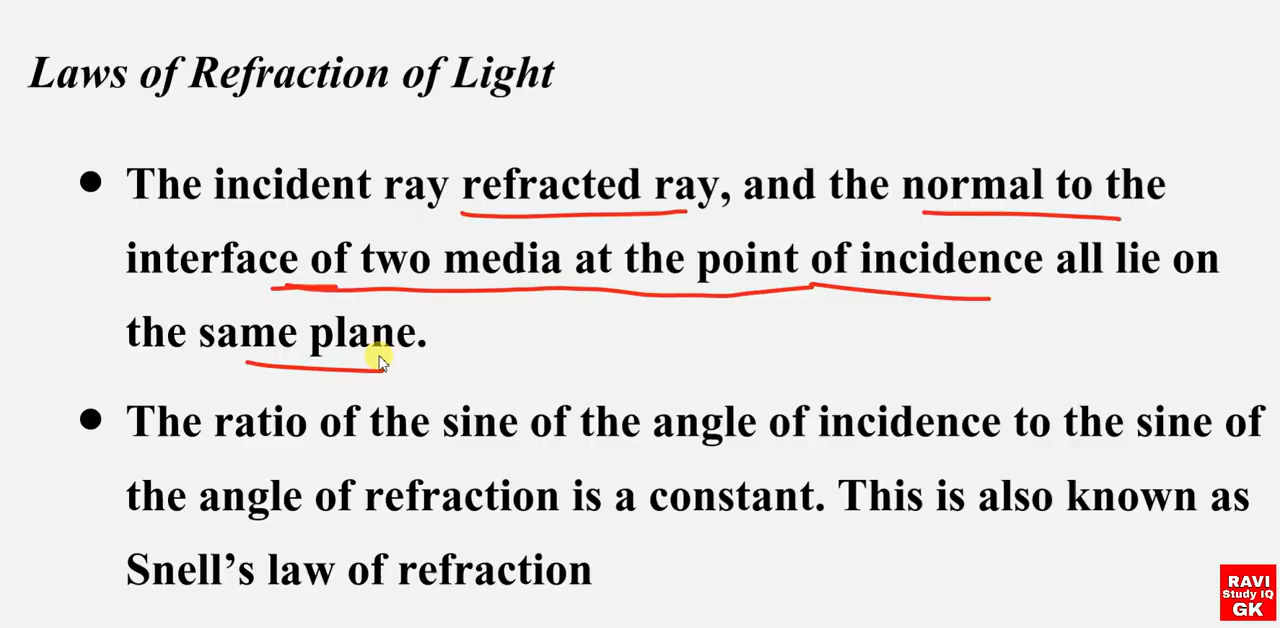 Laws of Refraction of Light
● The incident ray refracted ray, and the normal to the
interface of two media at the point of incidence all lie on
the same plane.
● The ratio of the sine of the angle of incidence to the sine of
the angle of refraction is a constant. This is also known as
Snell’s law of refraction
RAVI
Study IQ
GK